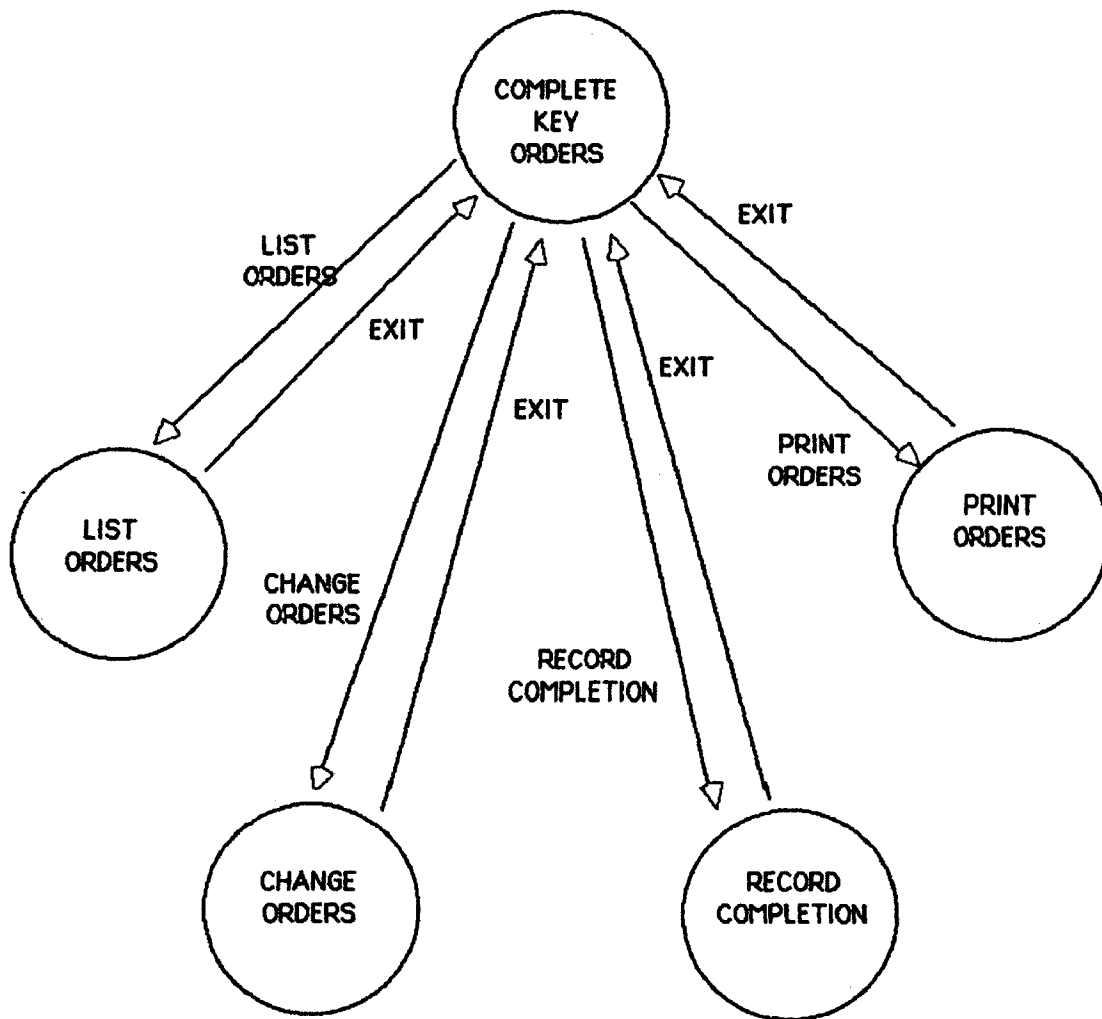 COMPLETE
KEY
ORDERS
EXIT
LIST
ORDERS
EXIT
EXIT
EXIT
PRINT
ORDERS
PRINT
ORDERS
LIST
ORDERS
CHANGE
ORDERS
RECORD
COMPLETION
CHANGE
ORDERS
RECORD
COMPLETION